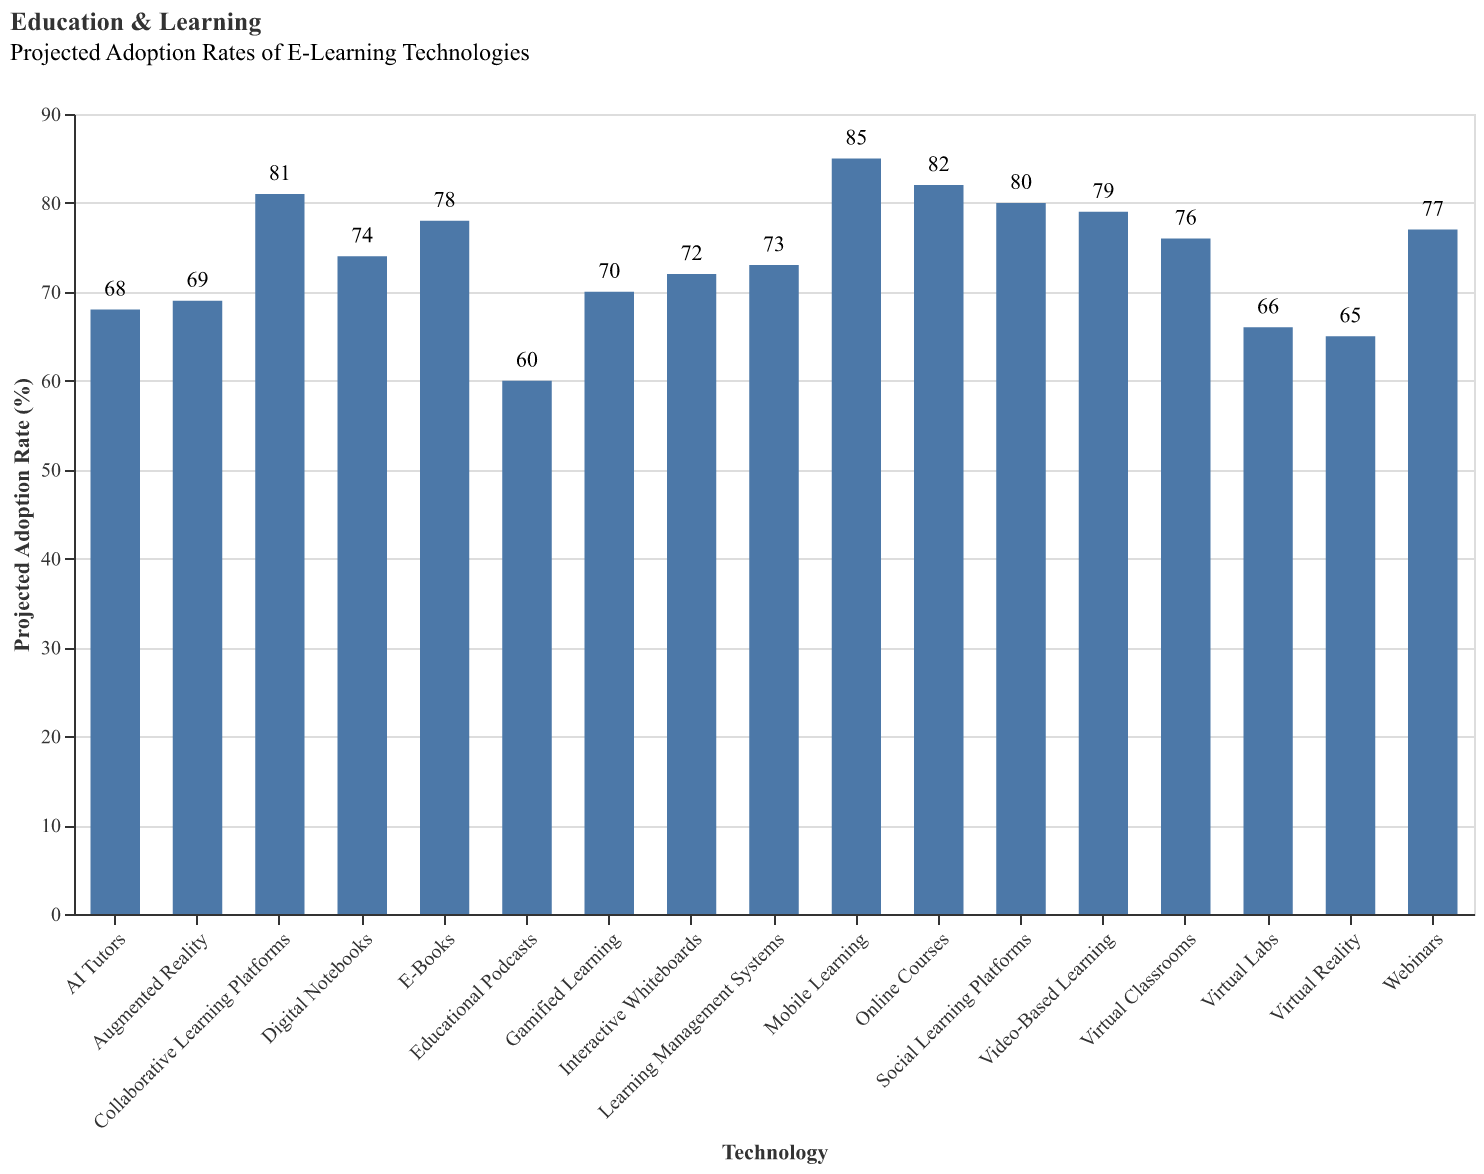 Education & Learning
Projected Adoption Rates of E-Learning Technologies
Projected Adoption Rate (%)
90
80
70
60
50
40
30
20
10
0
68
69
81
74
78
60
70
72
73
85
82
80
79
76
66
65
77
AI Tutors
Augmented Reality
Collaborative Learning Platforms
Digital Notebooks
E-Books
Educational Podcasts
Gamified Learning
Interactive Whiteboards
Learning Management Systems
Mobile Learning
Online Courses
Social Learning Platforms
Video-Based Learning
Virtual Classrooms
Virtual Labs
Virtual Reality
Webinars
Technology